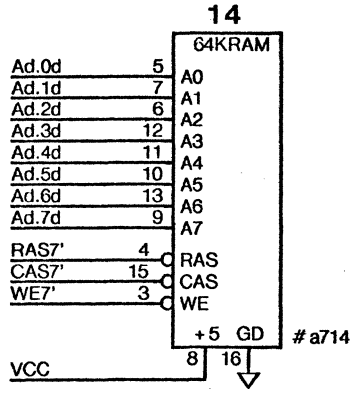 14
64KRAM
Ad.0d 5 A0
Ad.1d 7 A1
Ad.2d 6 A2
Ad.3d 12 A3
Ad.4d 11 A4
Ad.5d 10 A5
Ad.6d 13 A6
Ad.7d 9 A7
RAS7' 4 RAS
CAS7' 15 CAS
WE7' 3 WE
+5 GD # a714
8 16
VCC